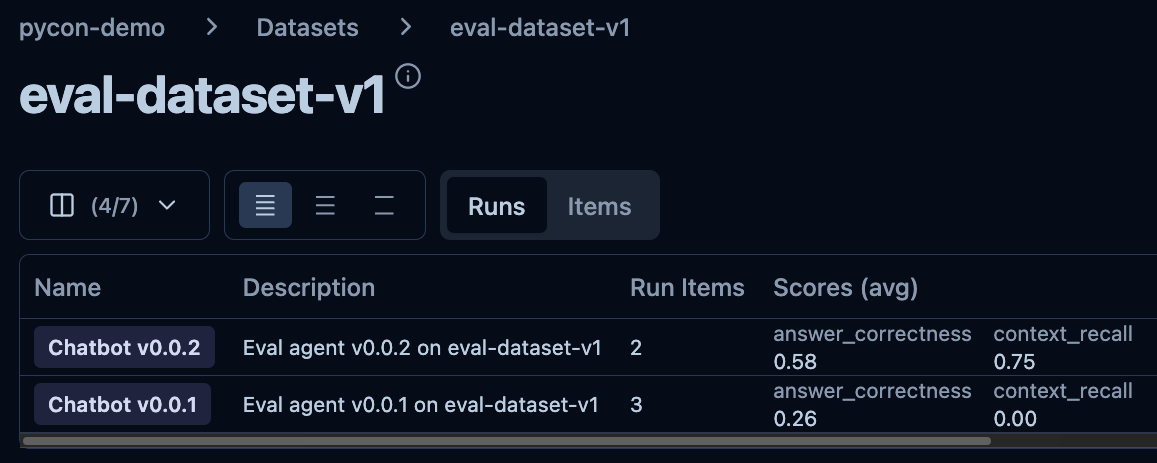 pycon-demo > Datasets > eval-dataset-v1
eval-dataset-v1
(4/7) Runs Items
Name Description Run Items Scores (avg)
answer_correctness context_recall
Chatbot v0.0.2 Eval agent v0.0.2 on eval-dataset-v1 2
0.58 0.75
answer_correctness context_recall
Chatbot v0.0.1 Eval agent v0.0.1 on eval-dataset-v1 3
0.26 0.00